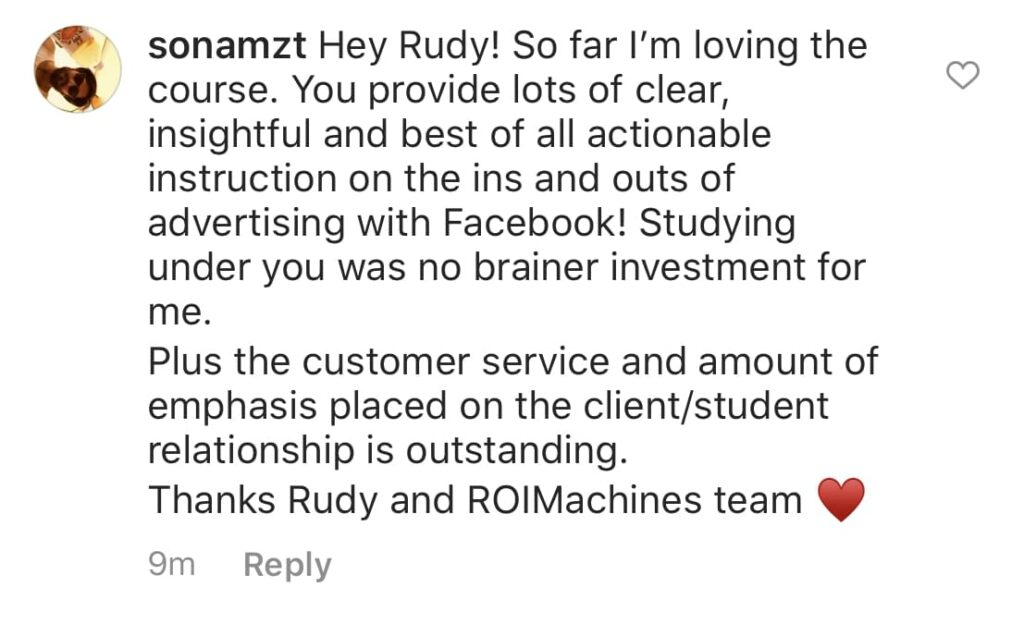 sonamzt Hey Rudy! So far I’m loving the
course. You provide lots of clear,
insightful and best of all actionable
instruction on the ins and outs of
advertising with Facebook! Studying
under you was no brainer investment for
me.
Plus the customer service and amount of
emphasis placed on the client/student
relationship is outstanding.
Thanks Rudy and ROIMachines team ♥️
9m Reply